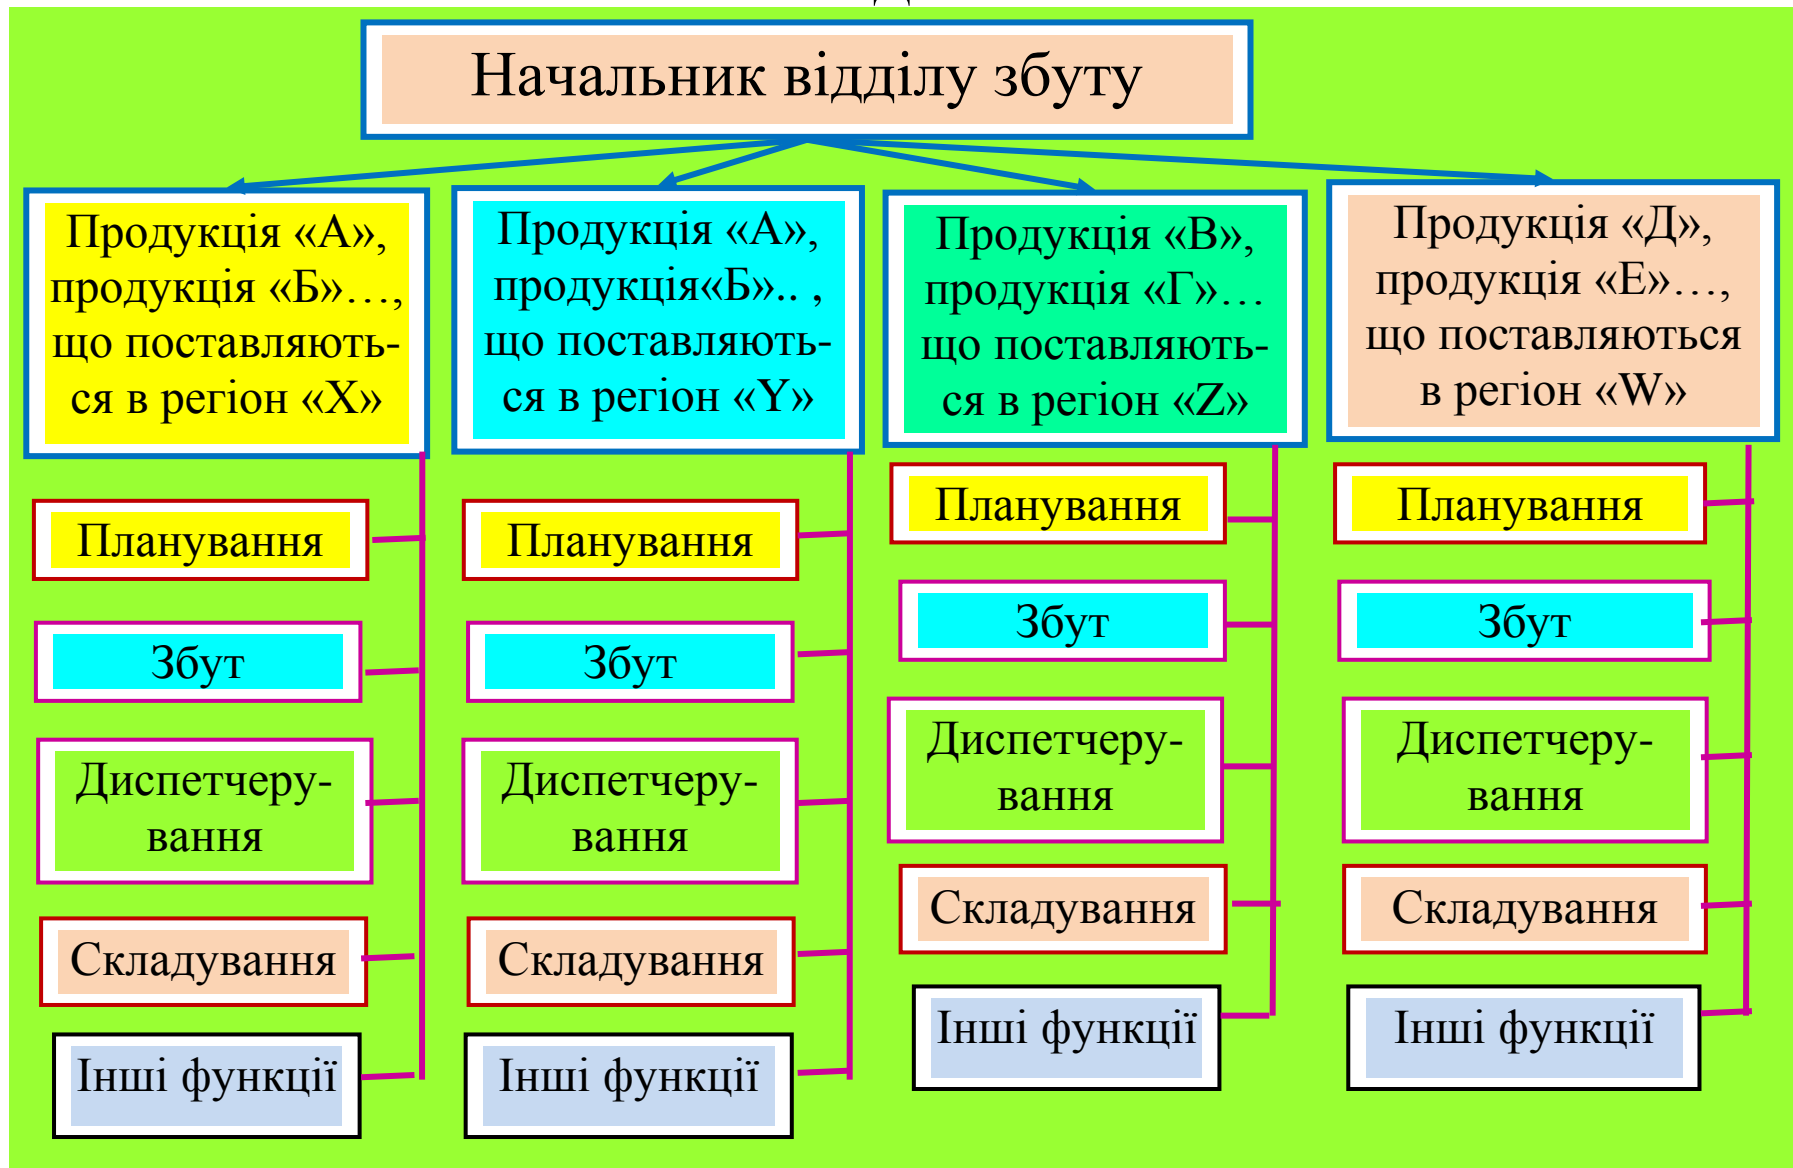 Начальник відділу збуту
Продукція «А»,
продукція «Б»…,
що поставляють-
ся в регіон «X»
Продукція «А»,
продукція«Б».. ,
що поставляють-
ся в регіон «Y»
Продукція «В»,
продукція «Г»…
що поставляють-
ся в регіон «Z»
Продукція «Д»,
продукція «Е»…,
що поставляються
в регіон «W»
Планування
Збут
Диспетчеру-
вання
Складування
Інші функції
Планування
Збут
Диспетчеру-
вання
Складування
Інші функції
Планування
Збут
Диспетчеру-
вання
Складування
Інші функції
Планування
Збут
Диспетчеру-
вання
Складування
Інші функції